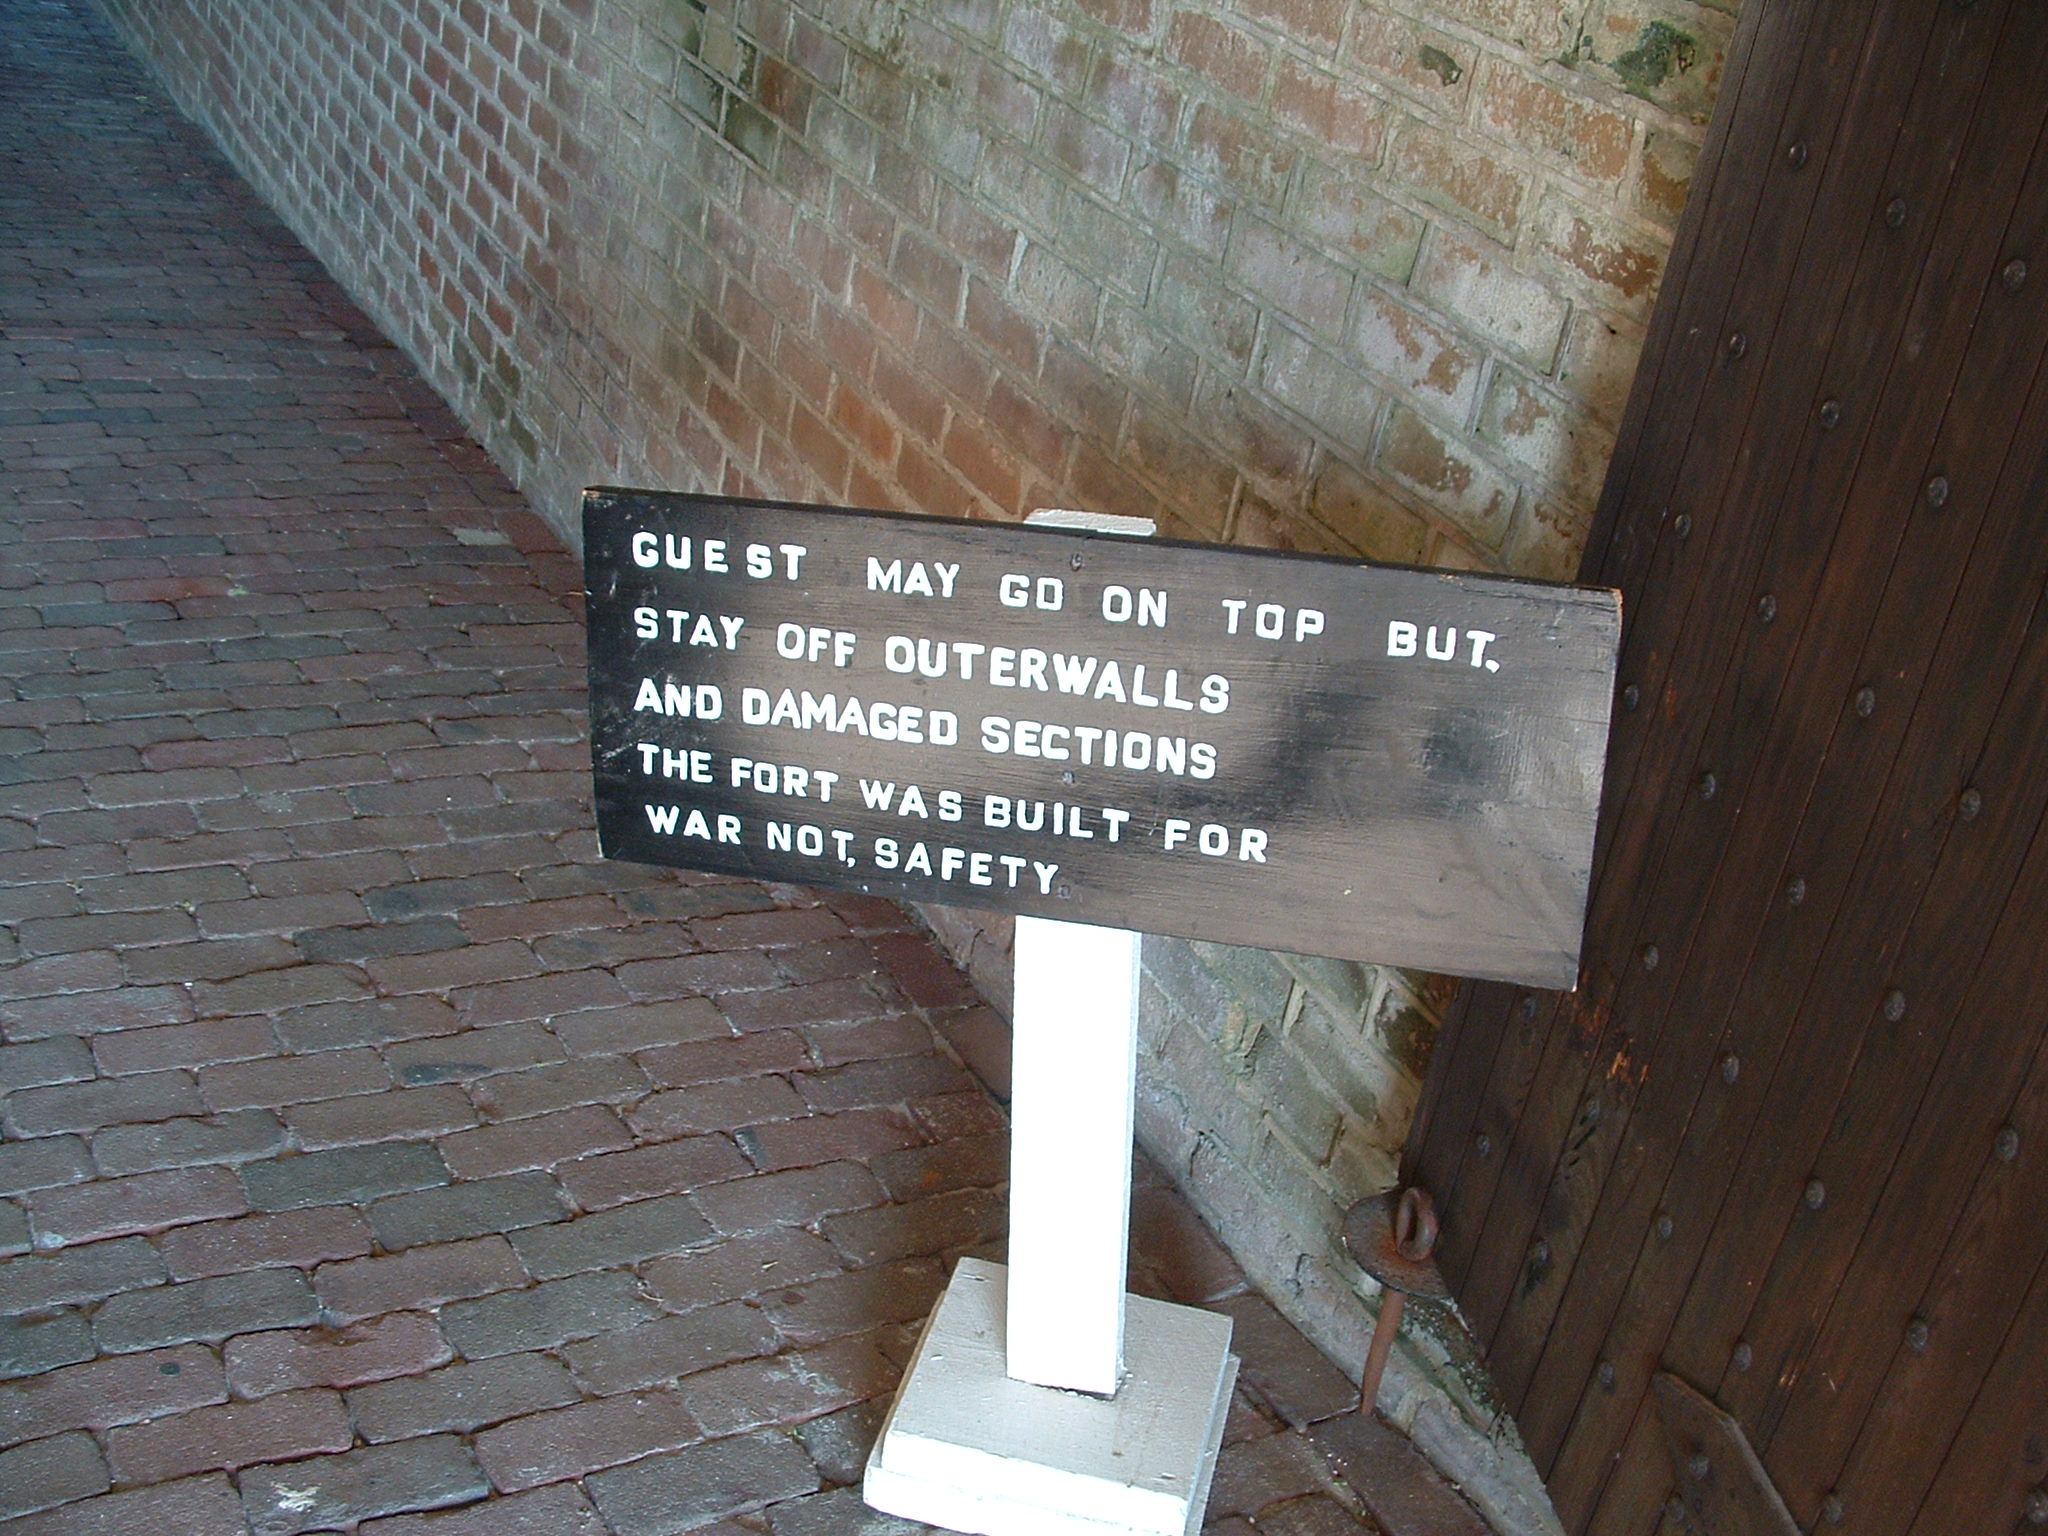 GUEST MAY GO ON TOP BUT,
STAY OFF OUTERWALLS
AND DAMAGED SECTIONS
THE FORT WAS BUILT FOR
WAR NOT, SAFETY